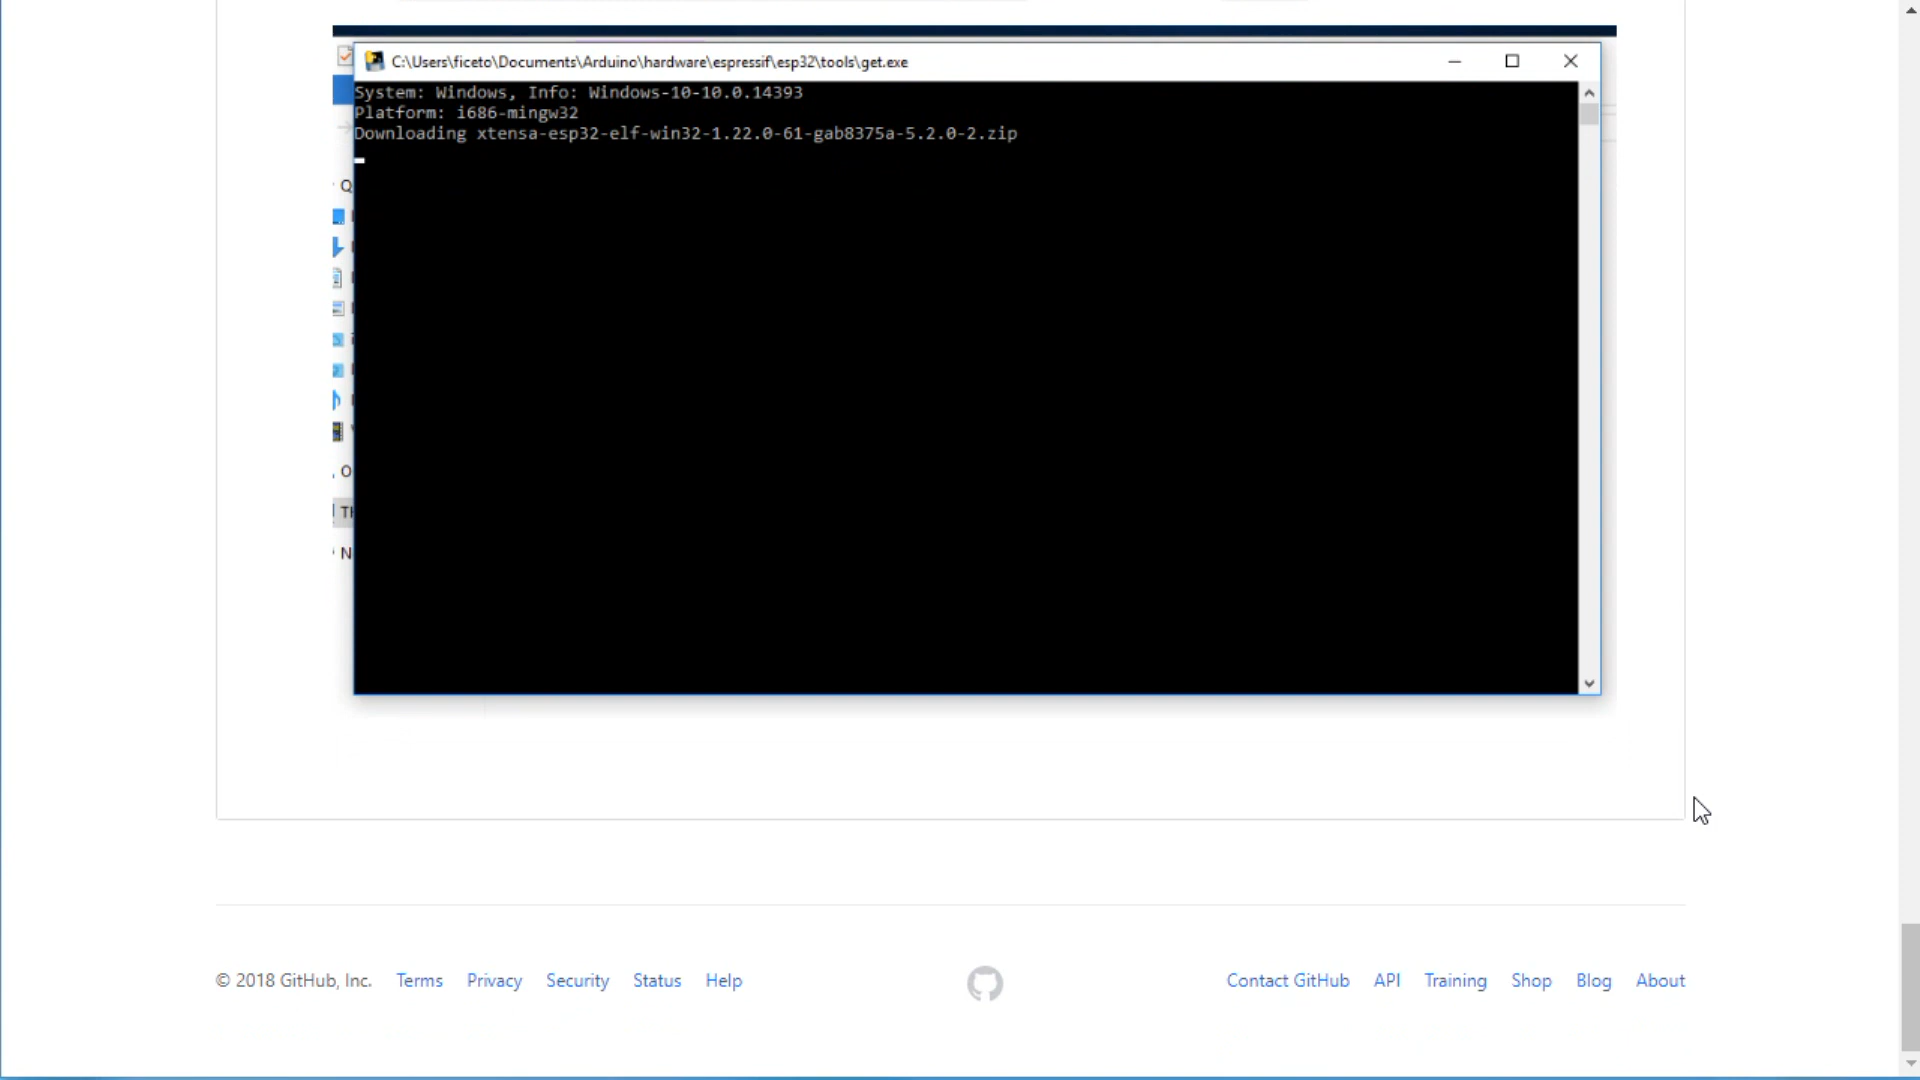 C:\Users\ficeto\Documents\Arduino\hardware\espressif\esp32\tools\get.exe
System: Windows, Info: Windows-10-10.0.14393
Platform: i686-mingw32
Downloading xtensa-esp32-elf-win32-1.22.0-61-gab8375a-5.2.0-2.zip
© 2018 GitHub, Inc. Terms Privacy Security Status Help Contact GitHub API Training Shop Blog About